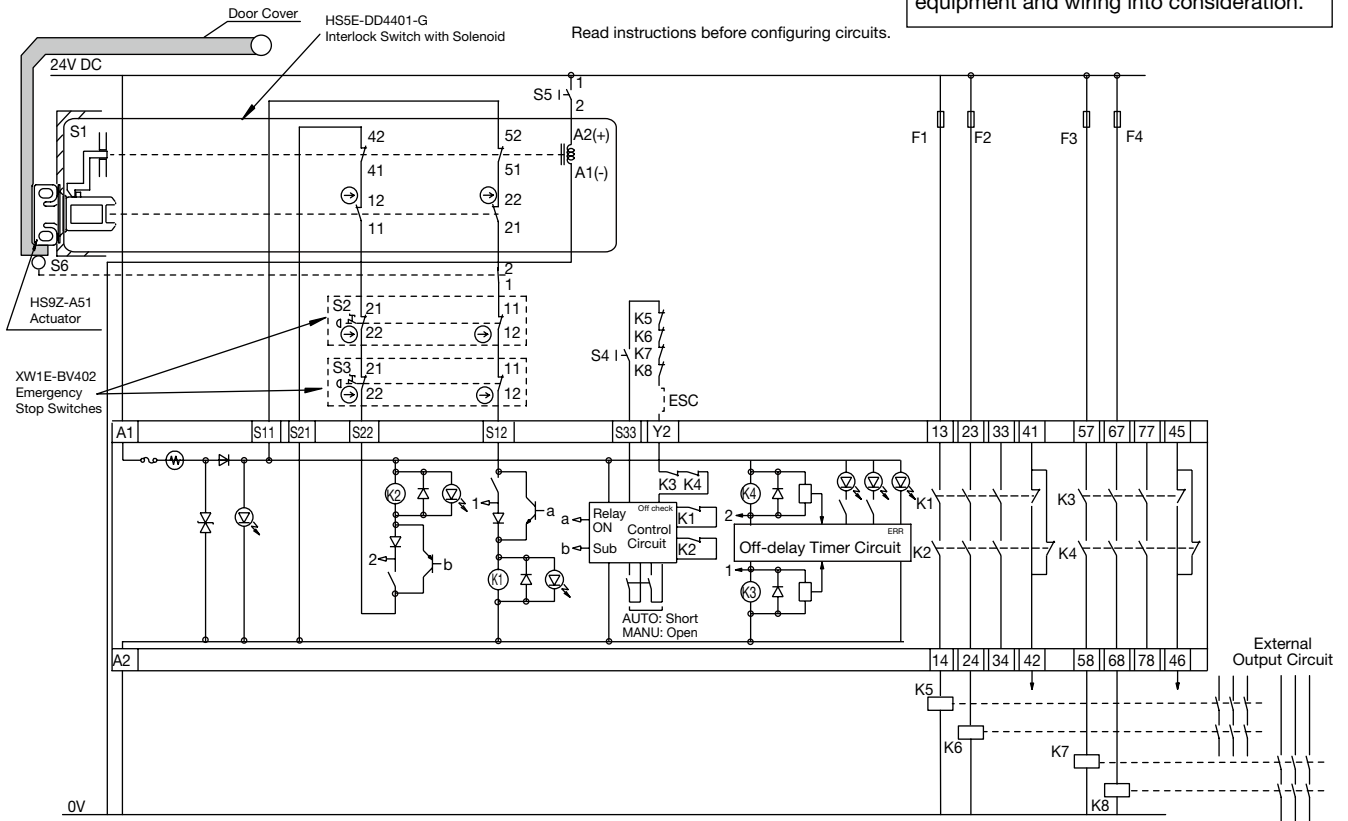 equipment and wiring into consideration.
Door Cover
HS5E-DD4401-G
Interlock Switch with Solenoid
Read instructions before configuring circuits.
24V DC
S5
1
2
F1
F2
F3
F4
S1
42
52
A2(+)
41
51
A1(-)
12
22
11
21
S6
2
1
HS9Z-A51
Actuator
S2
21
11
22
12
K5
K6
S4
K7
K8
S3
21
11
22
12
XW1E-BV402
Emergency
Stop Switches
ESC
A1
S11
S21
S22
S12
S33
Y2
13
23
33
41
57
67
77
45
K3 K4
K2
1
a
a
Relay
ON
Off check
K1
K4
2
K1
K3
Control
Circuit
b
Sub
K2
ERR
Off-delay Timer Circuit
K2
K4
2
b
K1
1
K3
AUTO: Short
MANU: Open
A2
14
24
34
42
58
68
78
46
External
Output Circuit
K5
K6
K7
K8
0V